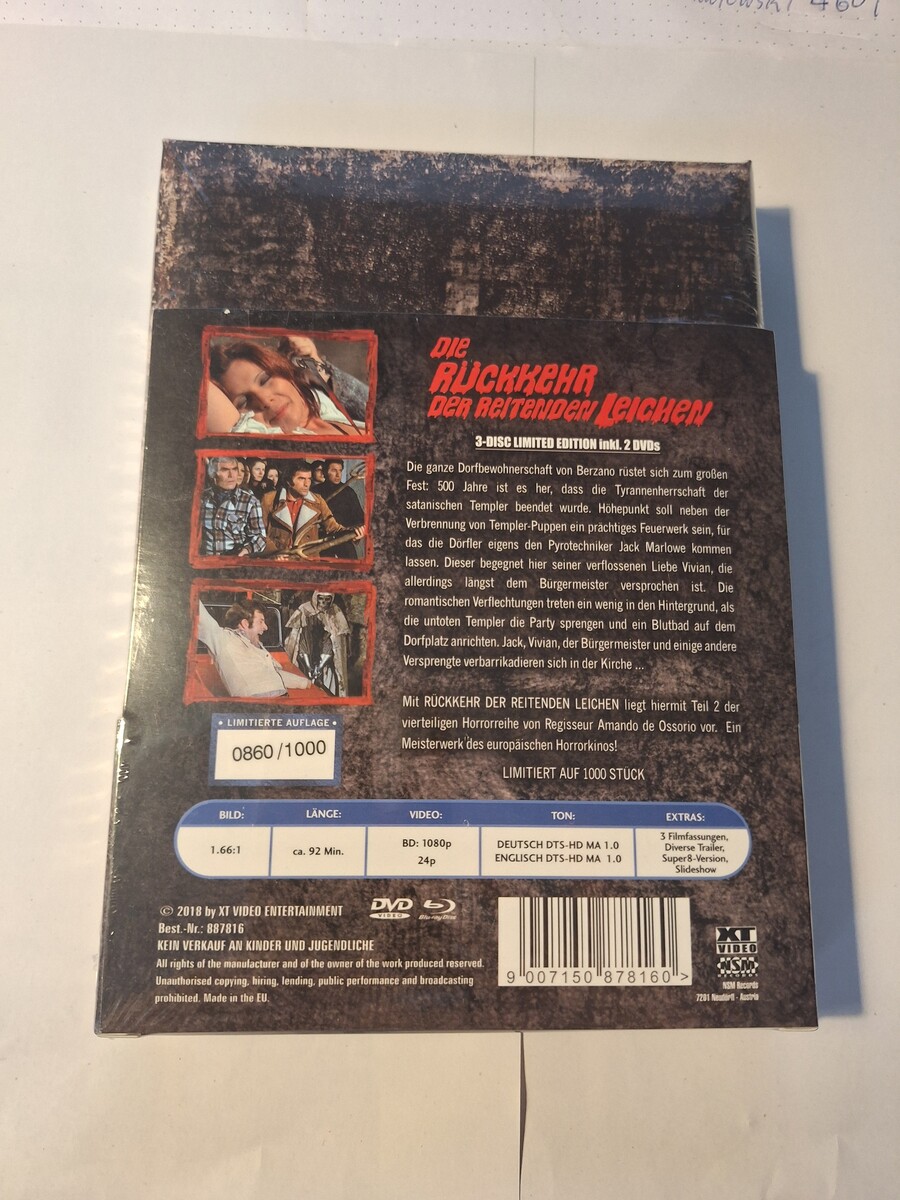 DIE
RÜCKKEHR
DER REITENDEN LEICHEN
3-DISC LIMITED EDITION inkl. 2 DVDs
Die ganze Dorfbewohnerschaft von Berzano rüstet sich zum großen
Fest: 500 Jahre ist es her, dass die Tyrannenherrschaft der
satanischen Templer beendet wurde. Höhepunkt soll neben der
Verbrennung von Templer-Puppen ein prächtiges Feuerwerk sein, für
das die Dörfler eigens den Pyrotechniker Jack Marlowe kommen
lassen. Dieser begegnet hier seiner verflossenen Liebe Vivian, die
allerdings längst dem Bürgermeister versprochen ist. Die
romantischen Verflechtungen treten ein wenig in den Hintergrund, als
die untoten Templer die Party sprengen und ein Blutbad auf dem
Dorfplatz anrichten. Jack, Vivian, der Bürgermeister und einige andere
Versprengte verbarrikadieren sich in der Kirche ...
Mit RÜCKKEHR DER REITENDEN LEICHEN liegt hiermit Teil 2 der
vierteiligen Horrorreihe von Regisseur Amando de Ossorio vor. Ein
Meisterwerk des europäischen Horrorkinos!
LIMITIERT AUF 1000 STÜCK
• LIMITIERTE AUFLAGE •
0860/1000
BILD:
1.66:1
LÄNGE:
ca. 92 Min.
VIDEO:
BD: 1080p
24p
TON:
DEUTSCH DTS-HD MA 1.0
ENGLISCH DTS-HD MA 1.0
EXTRAS:
3 Filmfassungen,
Diverse Trailer,
Super8-Version,
Slideshow
© 2018 by XT VIDEO ENTERTAINMENT
Best.-Nr.: 887816
KEIN VERKAUF AN KINDER UND JUGENDLICHE
All rights of the manufacturer and of the owner of the work produced reserved.
Unauthorised copying, hiring, lending, public performance and broadcasting
prohibited. Made in the EU.
DVD
VIDEO
Blu-ray Disc
9 007150 878160 >
XT
VIDEO
NSM
RECORDS
NSM Records
7201 Neudörfl - Austria